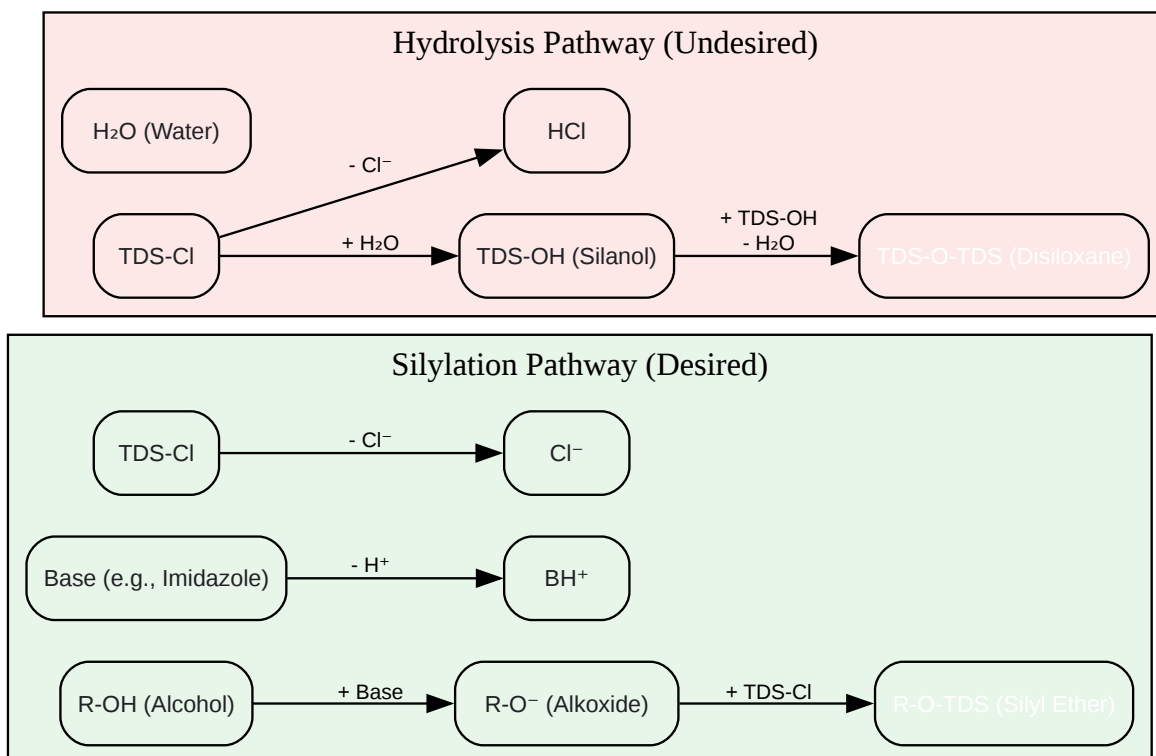 Hydrolysis Pathway (Undesired)
H₂O (Water)
HCl
- Cl⁻
TDS-Cl
+ H₂O
TDS-OH (Silanol)
+ TDS-OH
- H₂O
TDS-O-TDS (Disiloxane)
Silylation Pathway (Desired)
TDS-Cl
- Cl⁻
Cl⁻
Base (e.g., Imidazole)
- H⁺
BH⁺
R-OH (Alcohol)
+ Base
R-O⁻ (Alkoxide)
+ TDS-Cl
R-O-TDS (Silyl Ether)